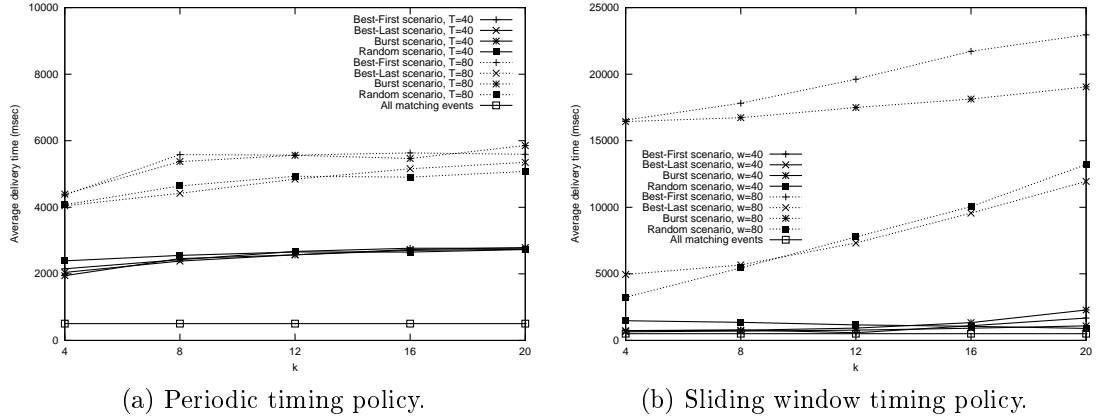 10000
8000
6000
4000
2000
0
Average delivery time (msec)
Best-First scenario, T=40
Best-Last scenario, T=40
Burst scenario, T=40
Random scenario, T=40
Best-First scenario, T=80
Best-Last scenario, T=80
Burst scenario, T=80
Random scenario, T=80
All matching events
4 8 12 16 20
k
(a) Periodic timing policy.
25000
20000
15000
10000
5000
0
Average delivery time (msec)
Best-First scenario, w=40
Best-Last scenario, w=40
Burst scenario, w=40
Random scenario, w=40
Best-First scenario, w=80
Best-Last scenario, w=80
Burst scenario, w=80
Random scenario, w=80
All matching events
4 8 12 16 20
k
(b) Sliding window timing policy.